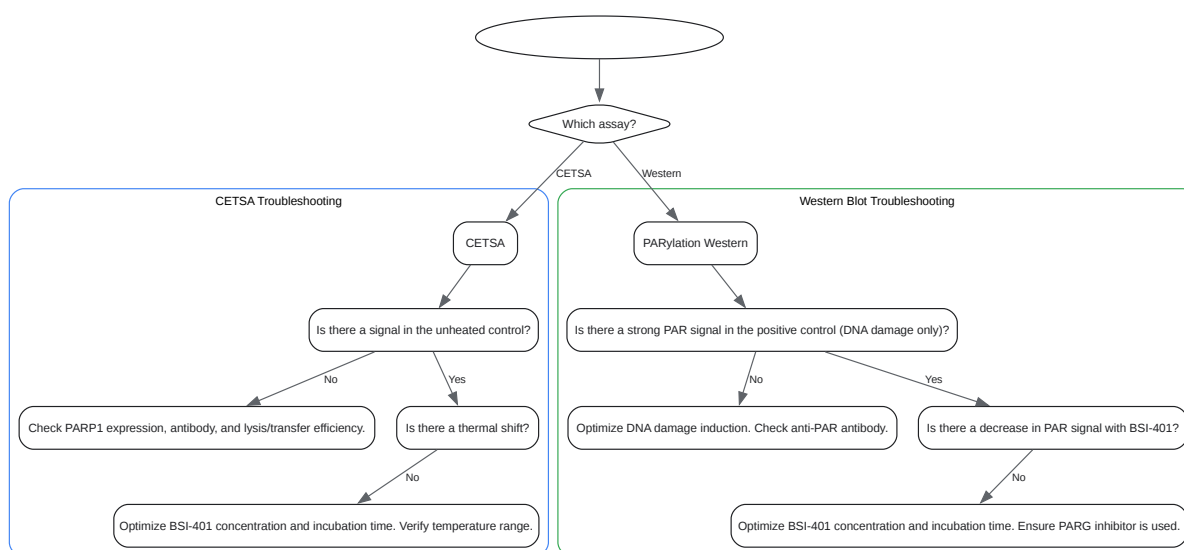 Which assay?
CETSA
Western
CETSA Troubleshooting
Western Blot Troubleshooting
CETSA
PARylation Western
Is there a signal in the unheated control?
Is there a strong PAR signal in the positive control (DNA damage only)?
No
Yes
No
Yes
Check PARP1 expression, antibody, and lysis/transfer efficiency.
Is there a thermal shift?
Optimize DNA damage induction. Check anti-PAR antibody.
Is there a decrease in PAR signal with BSI-401?
No
No
Optimize BSI-401 concentration and incubation time. Verify temperature range.
Optimize BSI-401 concentration and incubation time. Ensure PARG inhibitor is used.